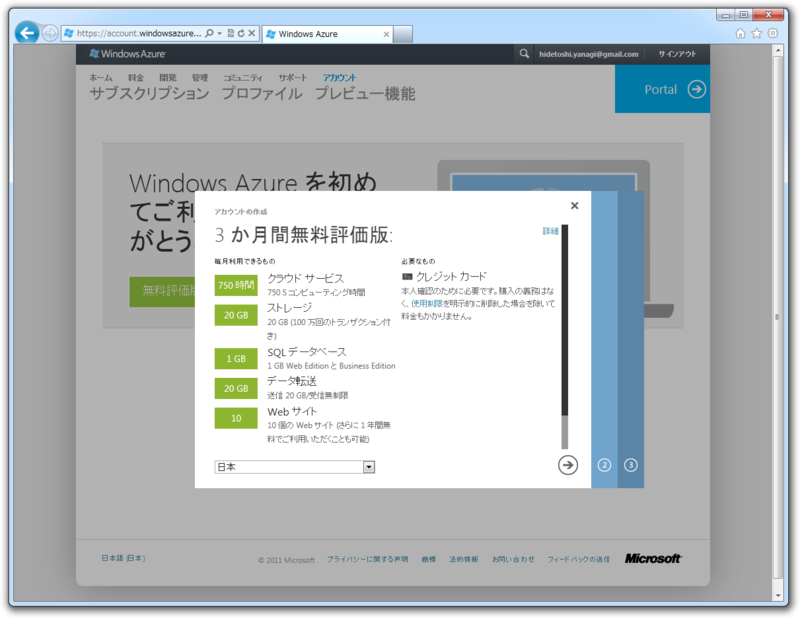 https://account.windowsazure...
Windows Azure
Windows Azure
hidetoshi.yanagi@gmail.com
サインアウト
ホーム 料金 開発 管理 コミュニティ サポート アカウント
サブスクリプション プロファイル プレビュー機能
Portal
Windows Azure を初め
てご利
がとう
無料評価版
アカウントの作成
3 か月間無料評価版:
詳細
毎月利用できるもの
750 時間
クラウド サービス
750 S コンピューティング時間
20 GB
ストレージ
20 GB (100 万回のトランザクション付
き)
1 GB
SQL データベース
1 GB Web Edition と Business Edition
20 GB
データ転送
送信 20 GB/受信無制限
10
Web サイト
10 個の Web サイト (さらに 1 年間無
料でご利用いただくことも可能)
必要なもの
クレジット カード
本人確認のために必要です。購入の義務はな
く、使用制限を明示的に削除した場合を除いて
料金もかかりません。
日本
2
3
日本語 (日本)
© 2011 Microsoft プライバシーに関する声明 商標 法的情報 お問い合わせ フィードバックの送信
Microsoft